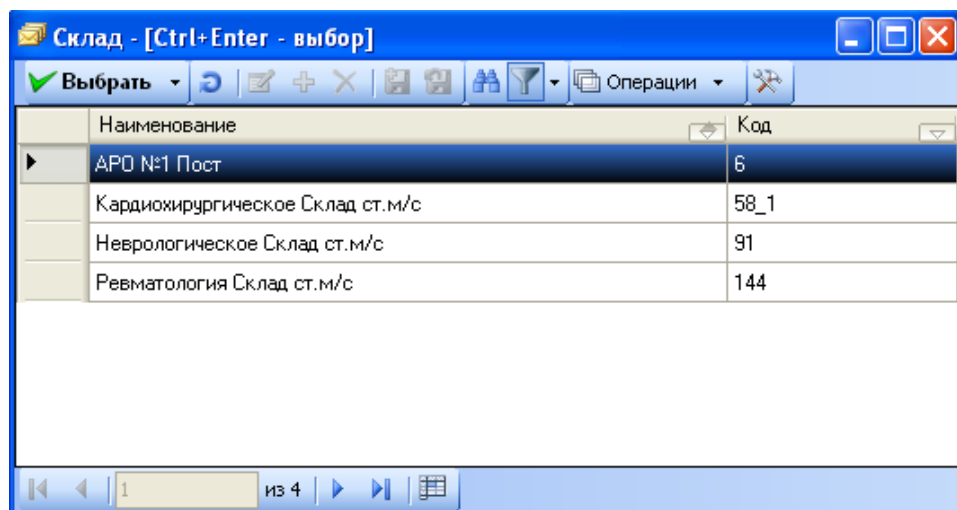 Склад - [Ctrl+Enter - выбор]
Выбрать Операции
Наименование Код
АРО №1 Пост 6
Кардиохирургическое Склад ст.м/с 58_1
Неврологическое Склад ст.м/с 91
Ревматология Склад ст.м/с 144
1 из 4